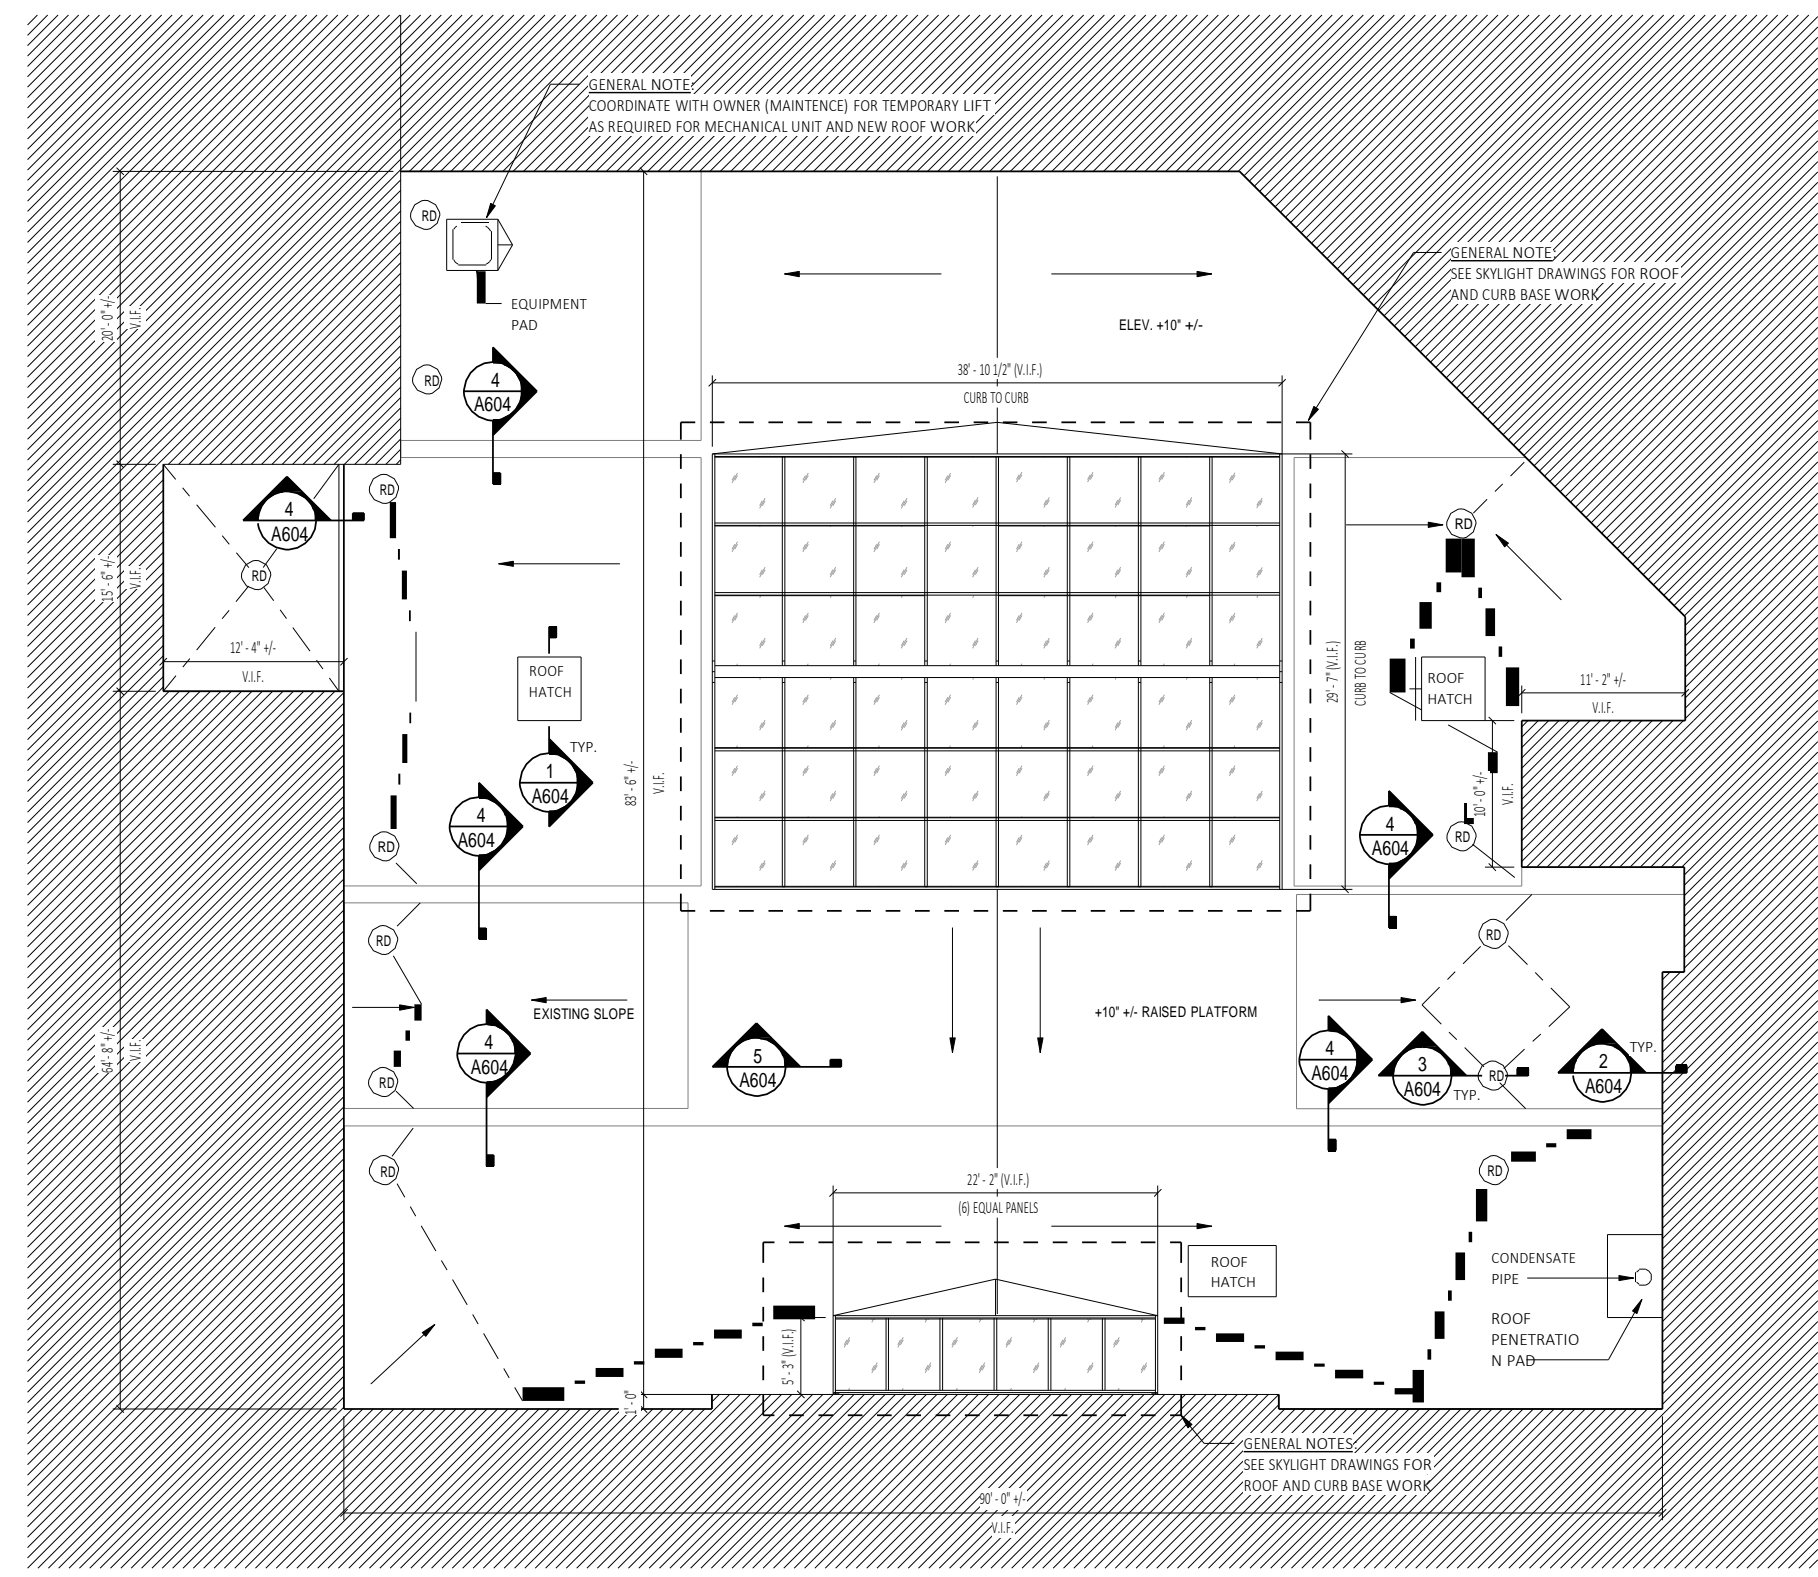 GENERAL NOTE:
COORDINATE WITH OWNER (MAINTENCE) FOR TEMPORARY LIFT
AS REQUIRED FOR MECHANICAL UNIT AND NEW ROOF WORK
RD
EQUIPMENT
PAD
GENERAL NOTE:
SEE SKYLIGHT DRAWINGS FOR ROOF
AND CURB BASE WORK
20' - 0" +/-
V.I.F.
ELEV. +10" +/-
RD
4
A604
38' - 10 1/2" (V.I.F.)
CURB TO CURB
RD
4
A604
RD
RD
15' - 6" +/-
V.I.F.
12' - 4" +/-
V.I.F.
ROOF
HATCH
29' - 7" (V.I.F.)
CURB TO CURB
ROOF
HATCH
11' - 2" +/-
V.I.F.
TYP.
1
A604
83' - 6" +/-
V.I.F.
10' - 0" +/-
V.I.F.
4
A604
4
A604
RD
RD
RD
RD
EXISTING SLOPE
+10" +/- RAISED PLATFORM
64' - 8" +/-
V.I.F.
4
A604
5
A604
4
A604
3
A604
TYP.
RD
2
A604
TYP.
RD
RD
RD
22' - 2" (V.I.F.)
(6) EQUAL PANELS
ROOF
HATCH
CONDENSATE
PIPE
ROOF
PENETRATIO
N PAD
5' - 3" (V.I.F.)
1' - 0"
GENERAL NOTES:
SEE SKYLIGHT DRAWINGS FOR
ROOF AND CURB BASE WORK
90' - 0" +/-
V.I.F.